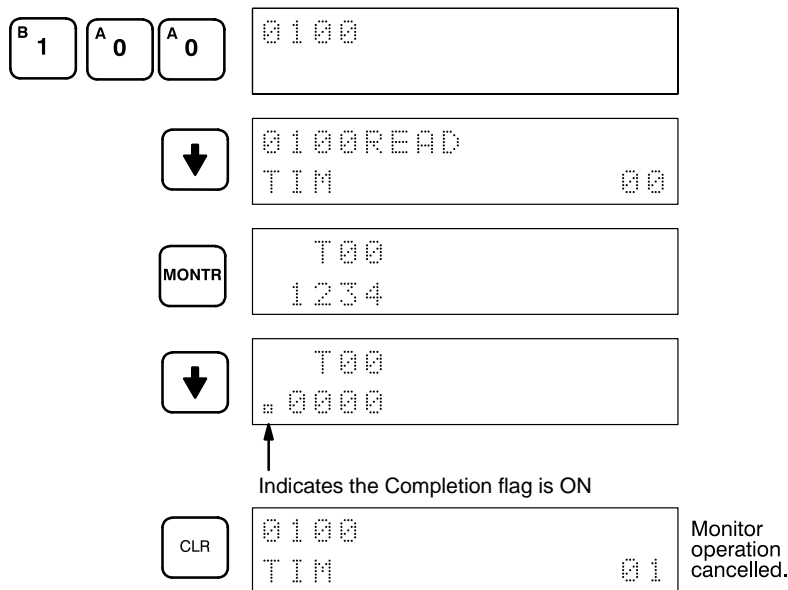 B 1 A 0 A 0
0100
0100READ
TIM 00
MONTR
T00
1234
T00
.0000
Indicates the Completion flag is ON
CLR
0100
TIM 01
Monitor
operation
cancelled.